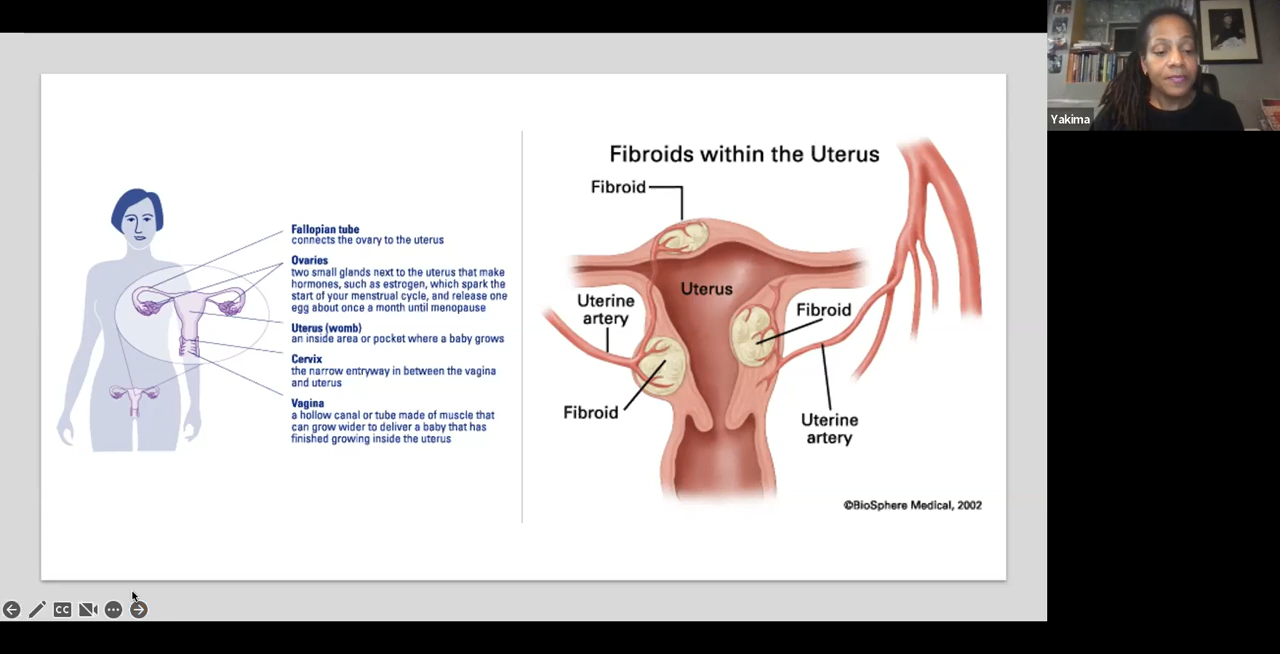 Fallopian tube
connects the ovary to the uterus
Ovaries
two small glands next to the uterus that make
hormones, such as estrogen, which spark the
start of your menstrual cycle, and release one
egg about once a month until menopause
Uterus (womb)
an inside area or pocket where a baby grows
Cervix
the narrow entryway in between the vagina
and uterus
Vagina
a hollow canal or tube made of muscle that
can grow wider to deliver a baby that has
finished growing inside the uterus
Fibroids within the Uterus
Fibroid
Uterus
Uterine
artery
Fibroid
Fibroid
Uterine
artery
©BioSphere Medical, 2002
Yakima
CC